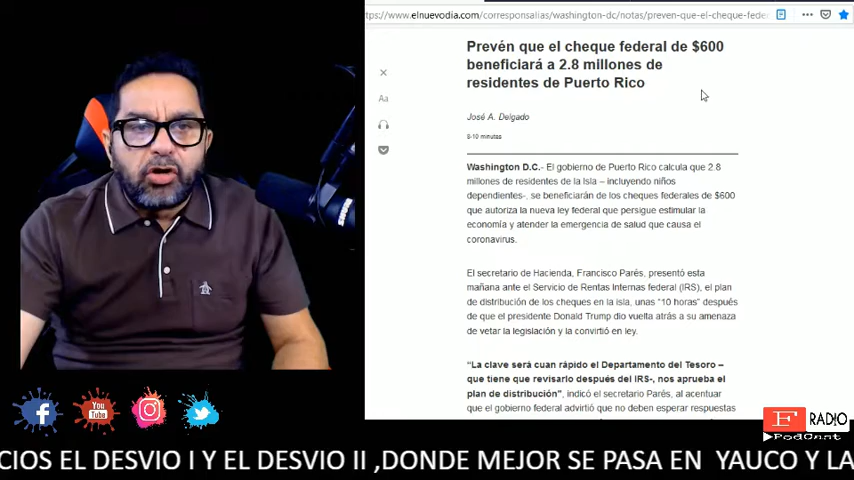 ttps://www.elnuevodia.com/corresponsalias/washington-dc/notas/preven-que-el-cheque-fede
Prevén que el cheque federal de $600
beneficiará a 2.8 millones de
residentes de Puerto Rico
Aa
José A. Delgado
8-10 minutos
Washington D.C.- El gobierno de Puerto Rico calcula que 2.8
millones de residentes de la Isla – incluyendo niños
dependientes-, se beneficiarán de los cheques federales de $600
que autoriza la nueva ley federal que persigue estimular la
economía y atender la emergencia de salud que causa el
coronavirus.
El secretario de Hacienda, Francisco Parés, presentó esta
mañana ante el Servicio de Rentas Internas federal (IRS), el plan
de distribución de los cheques en la isla, unas “10 horas” después
de que el presidente Donald Trump dio vuelta atrás a su amenaza
de vetar la legislación y la convirtió en ley.
“La clave será cuan rápido el Departamento del Tesoro –
que tiene que revisarlo después del IRS-, nos aprueba el
plan de distribución”, indicó el secretario Parés, al acentuar
que el gobierno federal advirtió que no deben esperar respuestas
You
Tube
F RADIO
PodCast
CIOS EL DESVIO I Y EL DESVIO II ,DONDE MEJOR SE PASA EN YAUCO Y LA